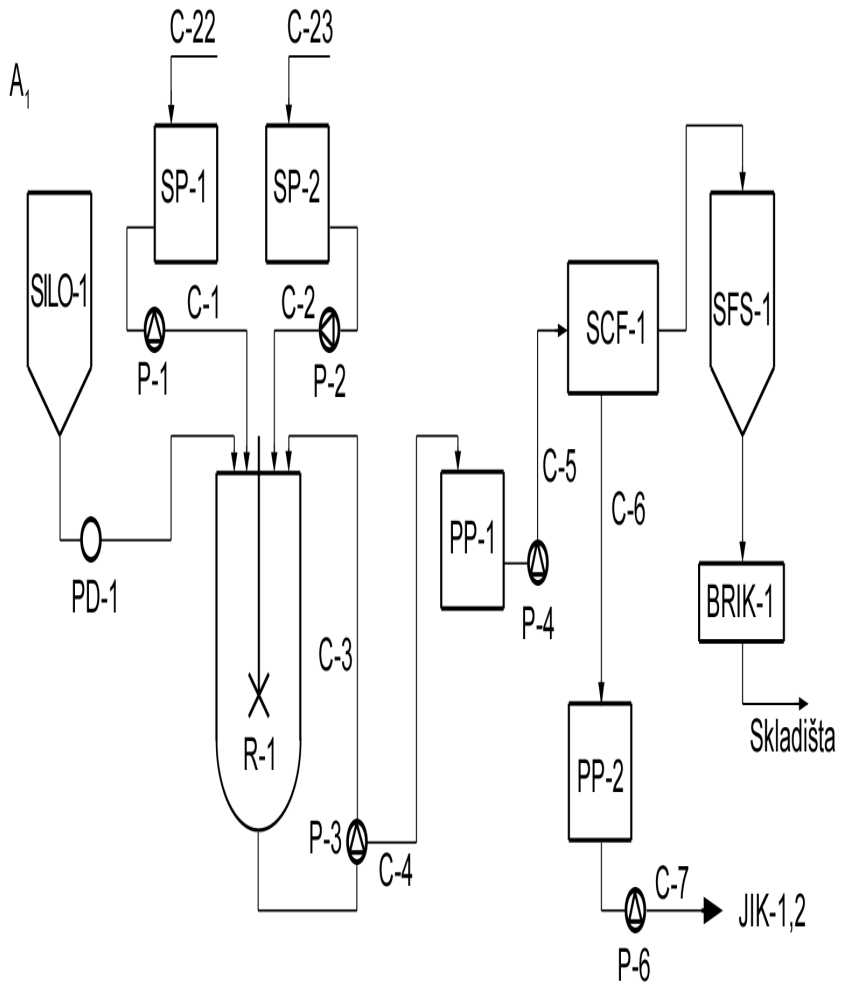 C-22
C-23
A1
SP-1
SP-2
SILO-1
C-1
C-2
P-1
P-2
SCF-1
SFS-1
C-5
C-6
PP-1
PD-1
P-4
BRIK-1
C-3
R-1
Skladišta
PP-2
P-3
C-4
C-7
JIK-1,2
P-6